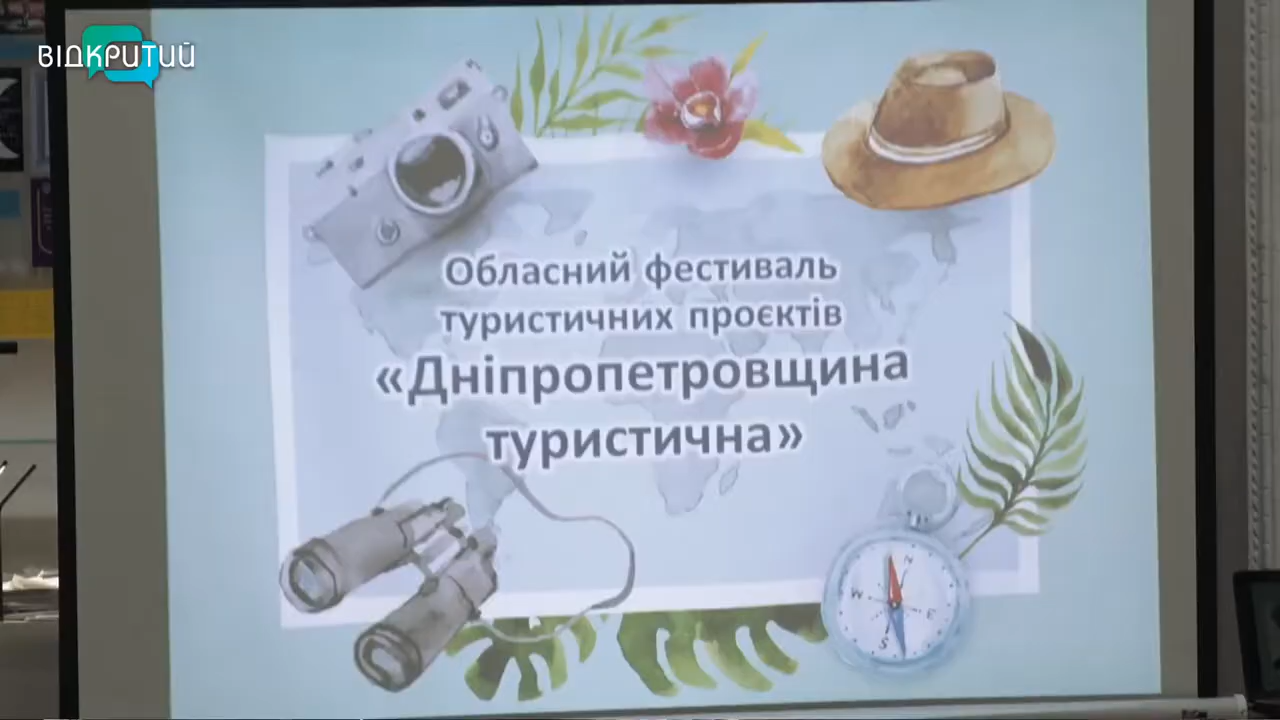 ВІДКРИТИЙ
Обласний фестиваль
туристичних проєктів
«Дніпропетровщина
туристична»
N
W
E
S